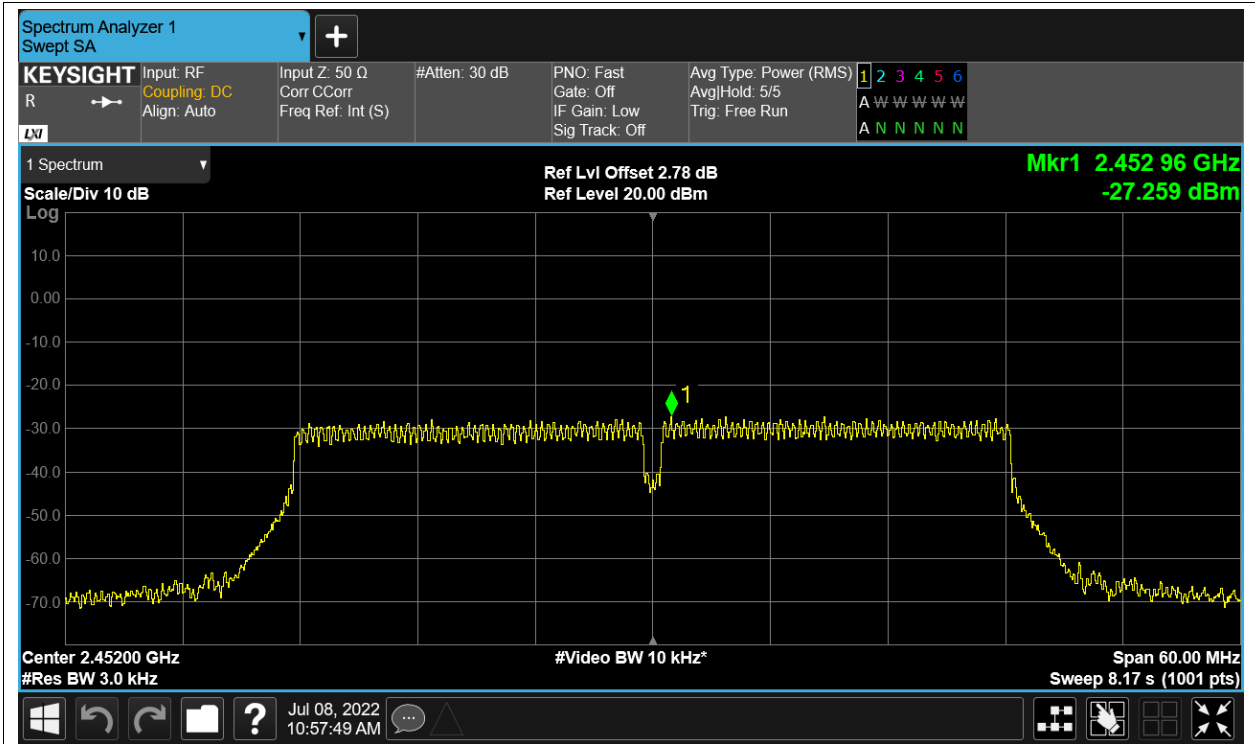 Spectrum Analyzer 1
Swept SA
KEYSIGHT
R
LXI
Input: RF
Coupling: DC
Align: Auto
Input Z: 50 Ω
Corr CCorr
Freq Ref: Int (S)
#Atten: 30 dB
PNO: Fast
Gate: Off
IF Gain: Low
Sig Track: Off
Avg Type: Power (RMS)
Avg|Hold: 5/5
Trig: Free Run
1 2 3 4 5 6
A W W W W W
A N N N N N
1 Spectrum
Scale/Div 10 dB
Log
Ref Lvl Offset 2.78 dB
Ref Level 20.00 dBm
Mkr1 2.452 96 GHz
-27.259 dBm
10.0
0.00
-10.0
-20.0
-30.0
-40.0
-50.0
-60.0
-70.0
1
Center 2.45200 GHz
#Res BW 3.0 kHz
#Video BW 10 kHz*
Span 60.00 MHz
Sweep 8.17 s (1001 pts)
?
Jul 08, 2022
10:57:49 AM